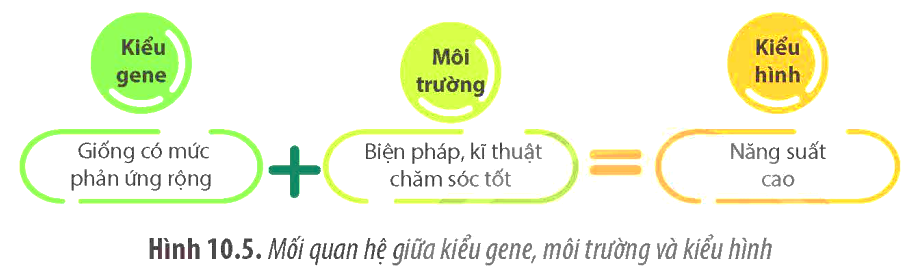 Kiểu
gene
Môi
trường
Kiểu
hình
Giống có mức
phản ứng rộng
+
Biện pháp, kĩ thuật
chăm sóc tốt
=
Năng suất
cao
Hình 10.5. Mối quan hệ giữa kiểu gene, môi trường và kiểu hình